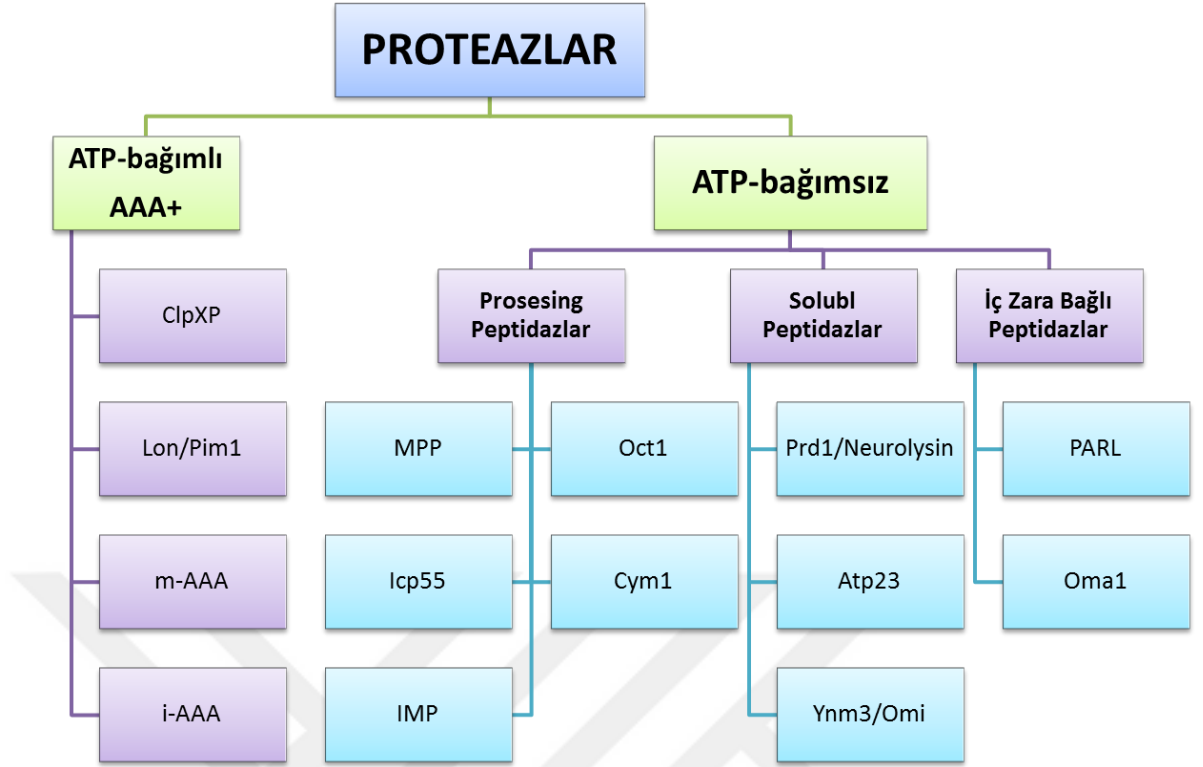 PROTEAZLAR
ATP-bağımlı
AAA+
ATP-bağımsız
ClpXP
Lon/Pim1
m-AAA
i-AAA
Prosesing
Peptidazlar
MPP
Oct1
Icp55
Cym1
IMP
Solubl
Peptidazlar
Prd1/Neurolysin
Atp23
Ynm3/Omi
İç Zara Bağlı
Peptidazlar
PARL
Oma1